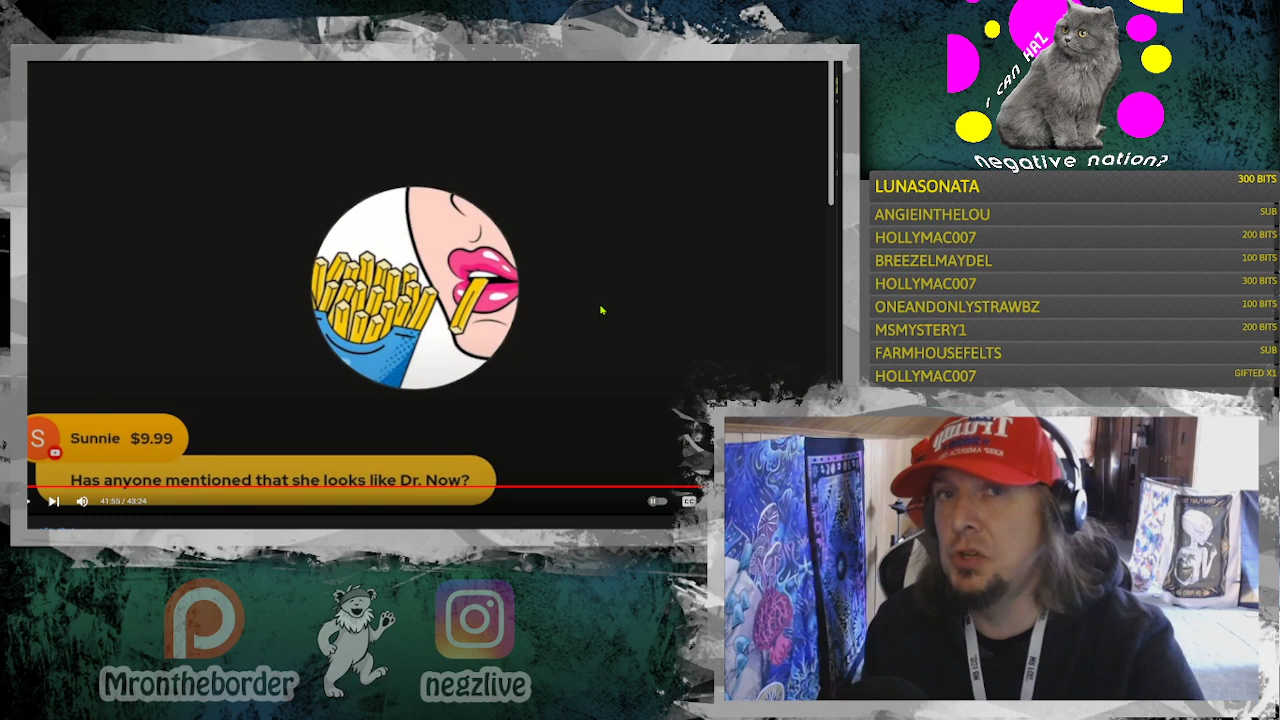 I CAN HAZ
negative nation?
LUNASONATA 300 BITS
ANGIEINTHELOU SUB
HOLLYMAC007 200 BITS
BREEZELMAYDEL 100 BITS
HOLLYMAC007 300 BITS
ONEANDONLYSTRAWBZ 100 BITS
MSMYSTERY1 200 BITS
FARMHOUSEFELTS SUB
HOLLYMAC007 GIFTED X1
S
Sunnie $9.99
Has anyone mentioned that she looks like Dr. Now?
41:55 / 43:24
CC
Mrontheborder
negzlive